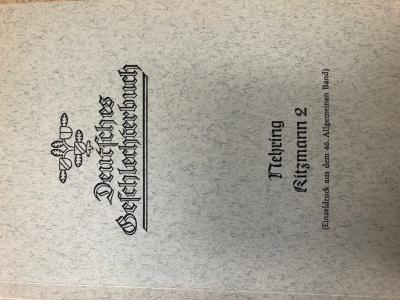 Deutsches
Geschlechterbuch
Nehring
Kitzmann 2
(Einzeldruck aus dem 46. Allgemeinen Band)